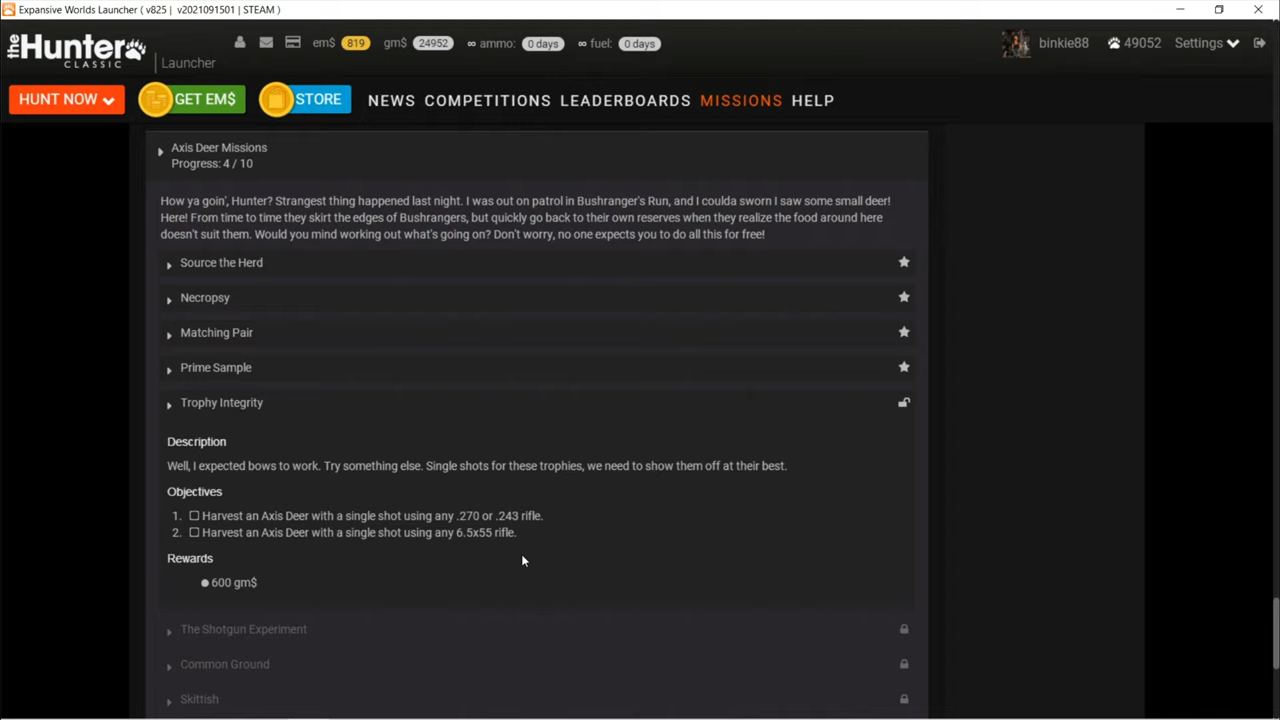 Expansive Worlds Launcher ( v825 | v2021091501 | STEAM )
theHunter CLASSIC
Launcher
em$ 819 gm$ 24952 ∞ ammo: 0 days ∞ fuel: 0 days
binkie88 49052 Settings
HUNT NOW GET EM$ STORE NEWS COMPETITIONS LEADERBOARDS MISSIONS HELP
Axis Deer Missions
Progress: 4 / 10
How ya goin', Hunter? Strangest thing happened last night. I was out on patrol in Bushranger's Run, and I coulda sworn I saw some small deer!
Here! From time to time they skirt the edges of Bushrangers, but quickly go back to their own reserves when they realize the food around here
doesn't suit them. Would you mind working out what's going on? Don't worry, no one expects you to do all this for free!
Source the Herd
Necropsy
Matching Pair
Prime Sample
Trophy Integrity
Description
Well, I expected bows to work. Try something else. Single shots for these trophies, we need to show them off at their best.
Objectives
1. Harvest an Axis Deer with a single shot using any .270 or .243 rifle.
2. Harvest an Axis Deer with a single shot using any 6.5x55 rifle.
Rewards
600 gm$
The Shotgun Experiment
Common Ground
Skittish